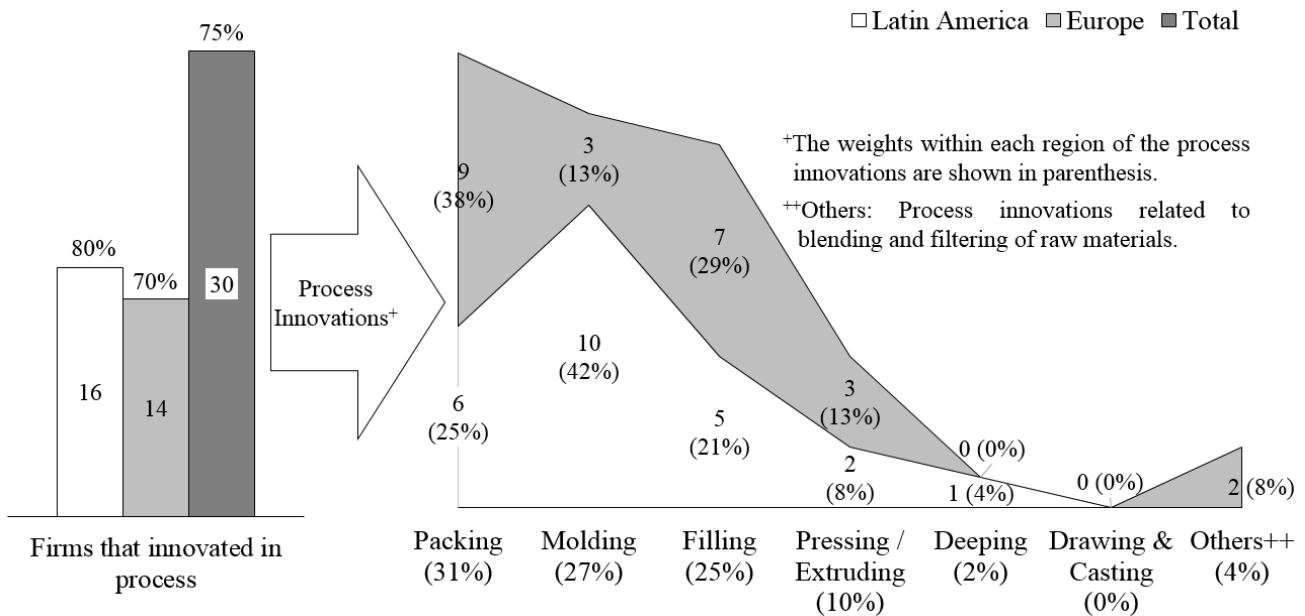 Latin America Europe Total
75%
80%
70%
16
14
30
Firms that innovated in
process
Process
Innovations+
+The weights within each region of the process
innovations are shown in parenthesis.
++Others: Process innovations related to
blending and filtering of raw materials.
9
(38%)
3
(13%)
7
(29%)
3
(13%)
0 (0%)
0 (0%)
2 (8%)
6
(25%)
10
(42%)
5
(21%)
2
(8%)
1 (4%)
Packing
(31%)
Molding
(27%)
Filling
(25%)
Pressing /
Extruding
(10%)
Deeping
(2%)
Drawing &
Casting
(0%)
Others++
(4%)